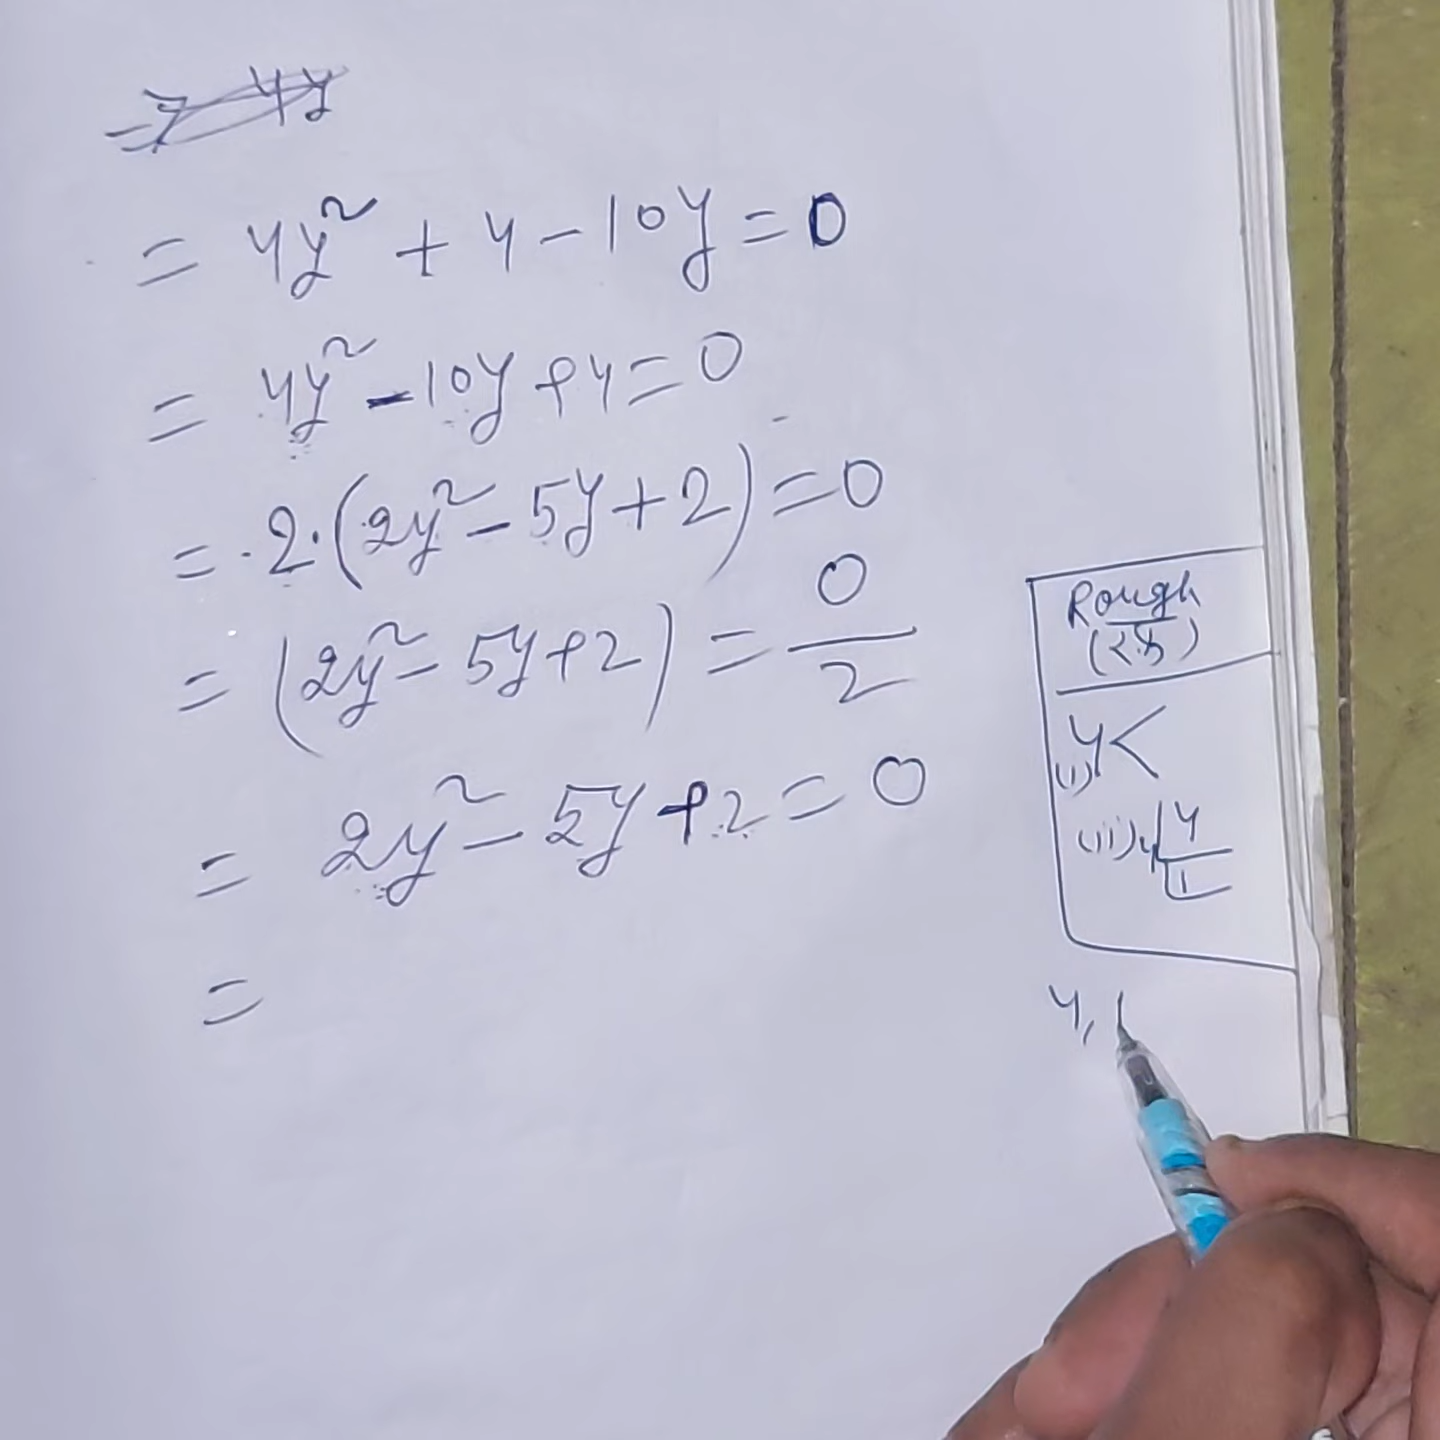 = 4y² + 4 - 10y = 0
= 4y² - 10y + 4 = 0
= 2·(2y² - 5y + 2) = 0
= (2y² - 5y + 2) = 0/2
= 2y² - 5y + 2 = 0
=
Rough
(i) 4<
(ii) 4
1
4, 1